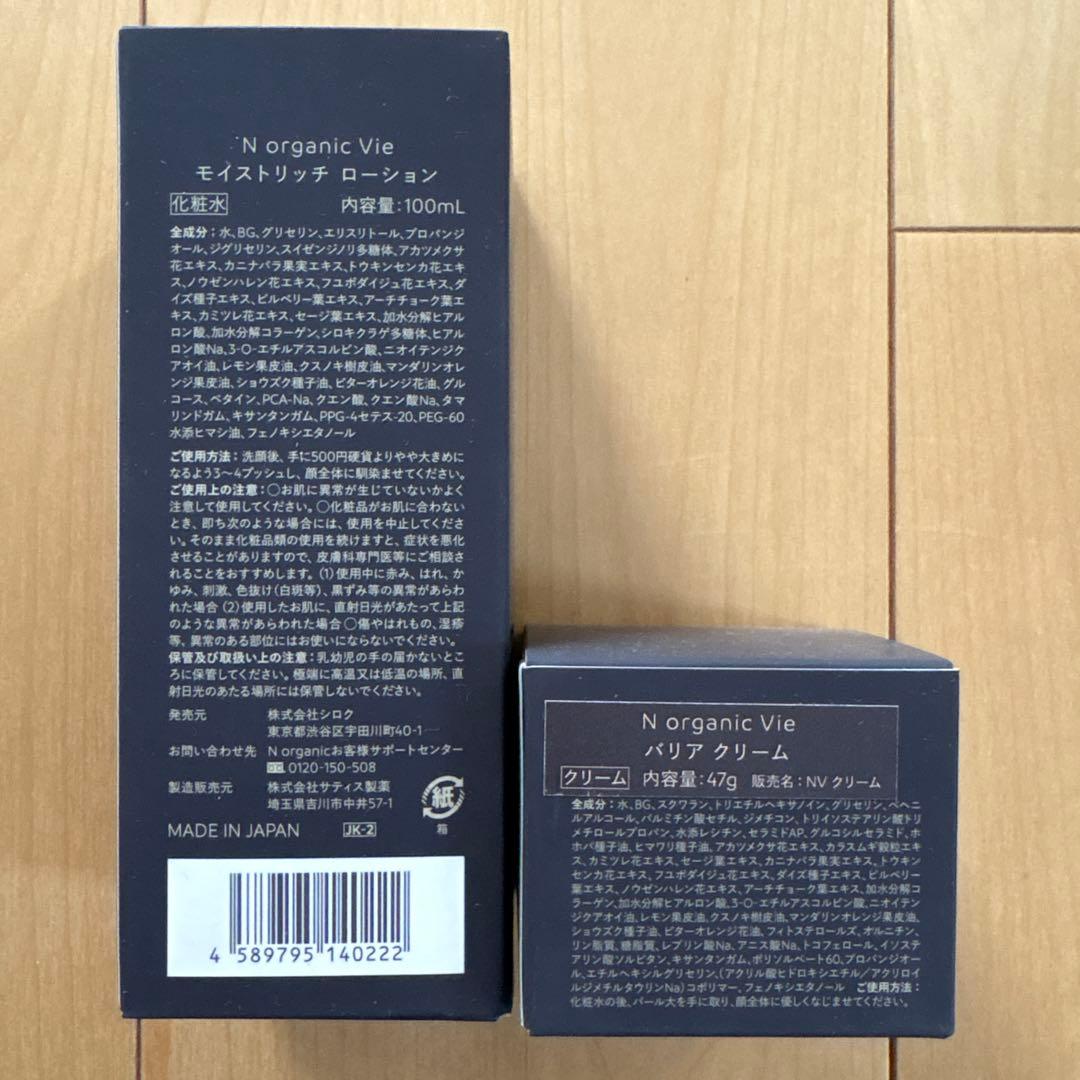 N organic Vie
モイストリッチ ローション
化粧水 内容量:100mL
全成分:水、BG、グリセリン、エリスリトール、プロパンジ
オール、ジグリセリン、スイゼンジノリ多糖体、アカツメクサ
花エキス、カニナバラ果実エキス、トウキンセンカ花エキ
ス、ノウゼンハレン花エキス、フユボダイジュ花エキス、ダ
イズ種子エキス、ビルベリー葉エキス、アーチチョーク葉エ
キス、カミツレ花エキス、セージ葉エキス、加水分解ヒアル
ロン酸、加水分解コラーゲン、シロキクラゲ多糖体、ヒアル
ロン酸Na、3-O-エチルアスコルビン酸、ニオイテンジク
アオイ油、レモン果皮油、クスノキ樹皮油、マンダリンオレ
ンジ果皮油、ショウズク種子油、ビターオレンジ花油、グル
コース、ベタイン、PCA-Na、クエン酸、クエン酸Na、タマ
リンドガム、キサンタンガム、PPG-4セテス-20、PEG-60
水添ヒマシ油、フェノキシエタノール
ご使用方法:洗顔後、手に500円硬貨よりやや大きめに
なるよう3〜4プッシュし、顔全体に馴染ませてください。
ご使用上の注意:○お肌に異常が生じていないかよく
注意して使用してください。○化粧品がお肌に合わない
とき、即ち次のような場合には、使用を中止してくださ
い。そのまま化粧品類の使用を続けますと、症状を悪化
させることがありますので、皮膚科専門医等にご相談さ
れることをおすすめします。(1)使用中に赤み、はれ、か
ゆみ、刺激、色抜け(白斑等)、黒ずみ等の異常があらわ
れた場合(2)使用したお肌に、直射日光があたって上記
のような異常があらわれた場合○傷やはれもの、湿疹
等、異常のある部位にはお使いにならないでください。
保管及び取扱い上の注意:乳幼児の手の届かないとこ
ろに保管してください。極端に高温又は低温の場所、直
射日光のあたる場所には保管しないでください。
発売元 株式会社シロク
東京都渋谷区宇田川町40-1
お問い合わせ先 N organicお客様サポートセンター
0120-150-508
製造販売元 株式会社サティス製薬
埼玉県吉川市中井57-1
紙
箱
MADE IN JAPAN JK-2
4 589795 140222
N organic Vie
バリア クリーム
クリーム 内容量:47g 販売名:NV クリーム
全成分:水、BG、スクワラン、トリエチルヘキサノイン、グリセリン、ベヘニ
ルアルコール、パルミチン酸セチル、ジメチコン、トリイソステアリン酸トリ
メチロールプロパン、水添レシチン、セラミドAP、グルコシルセラミド、ホ
ホバ種子油、ヒマワリ種子油、アカツメクサ花エキス、カラスムギ穀粒エキ
ス、カミツレ花エキス、セージ葉エキス、カニナバラ果実エキス、トウキン
センカ花エキス、フユボダイジュ花エキス、ダイズ種子エキス、ビルベリー
葉エキス、ノウゼンハレン花エキス、アーチチョーク葉エキス、加水分解コ
ラーゲン、加水分解ヒアルロン酸、3-O-エチルアスコルビン酸、ニオイテン
ジクアオイ油、レモン果皮油、クスノキ樹皮油、マンダリンオレンジ果皮油、
ショウズク種子油、ビターオレンジ花油、フィトステロールズ、オルニチン、
リン脂質、糖脂質、レブリン酸Na、アニス酸Na、トコフェロール、イソステ
アリン酸ソルビタン、キサンタンガム、ポリソルベート60、プロパンジオー
ル、エチルヘキシルグリセリン、(アクリル酸ヒドロキシエチル/アクリロイ
ルジメチルタウリンNa)コポリマー、フェノキシエタノール ご使用方法:
化粧水の後、パール大を手に取り、顔全体に優しくなじませてください。